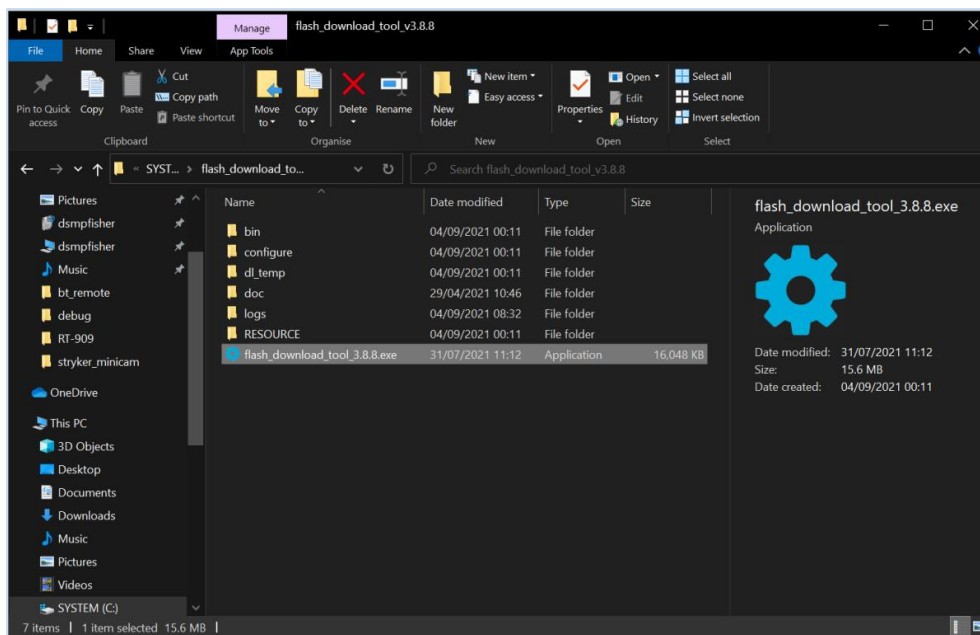 Manage flash_download_tool_v3.8.8
File Home Share View App Tools
Pin to Quick access
Copy
Paste
Cut
Copy path
Paste shortcut
Clipboard
Move to
Copy to
Delete
Rename
Organise
New folder
New item
Easy access
New
Properties
Open
Edit
History
Open
Select all
Select none
Invert selection
Select
« SYST... > flash_download_to...
Search flash_download_tool_v3.8.8
Pictures
dsmpfisher
dsmpfisher
Music
bt_remote
debug
RT-909
stryker_minicam
OneDrive
This PC
3D Objects
Desktop
Documents
Downloads
Music
Pictures
Videos
SYSTEM (C:)
Name Date modified Type Size
bin 04/09/2021 00:11 File folder
configure 04/09/2021 00:11 File folder
dl_temp 04/09/2021 00:11 File folder
doc 29/04/2021 10:46 File folder
logs 04/09/2021 08:32 File folder
RESOURCE 04/09/2021 00:11 File folder
flash_download_tool_3.8.8.exe 31/07/2021 11:12 Application 16,048 KB
flash_download_tool_3.8.8.exe
Application
Date modified: 31/07/2021 11:12
Size: 15.6 MB
Date created: 04/09/2021 00:11
7 items 1 item selected 15.6 MB